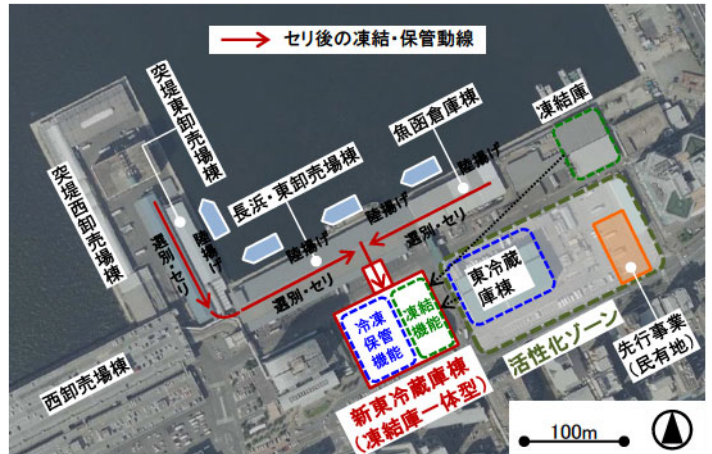 セリ後の凍結・保管動線
突堤東卸売場棟
突堤西卸売場棟
長浜・東卸売場棟
魚函倉庫棟
凍結庫
陸揚げ
陸揚げ
陸揚げ
陸揚げ
選別・セリ
選別・セリ
選別・セリ
東冷蔵
庫棟
冷凍
保管
機能
凍結
機能
新東冷蔵庫棟
(凍結庫一体型)
活性化ゾーン
先行事業
(民有地)
西卸売場棟
100m